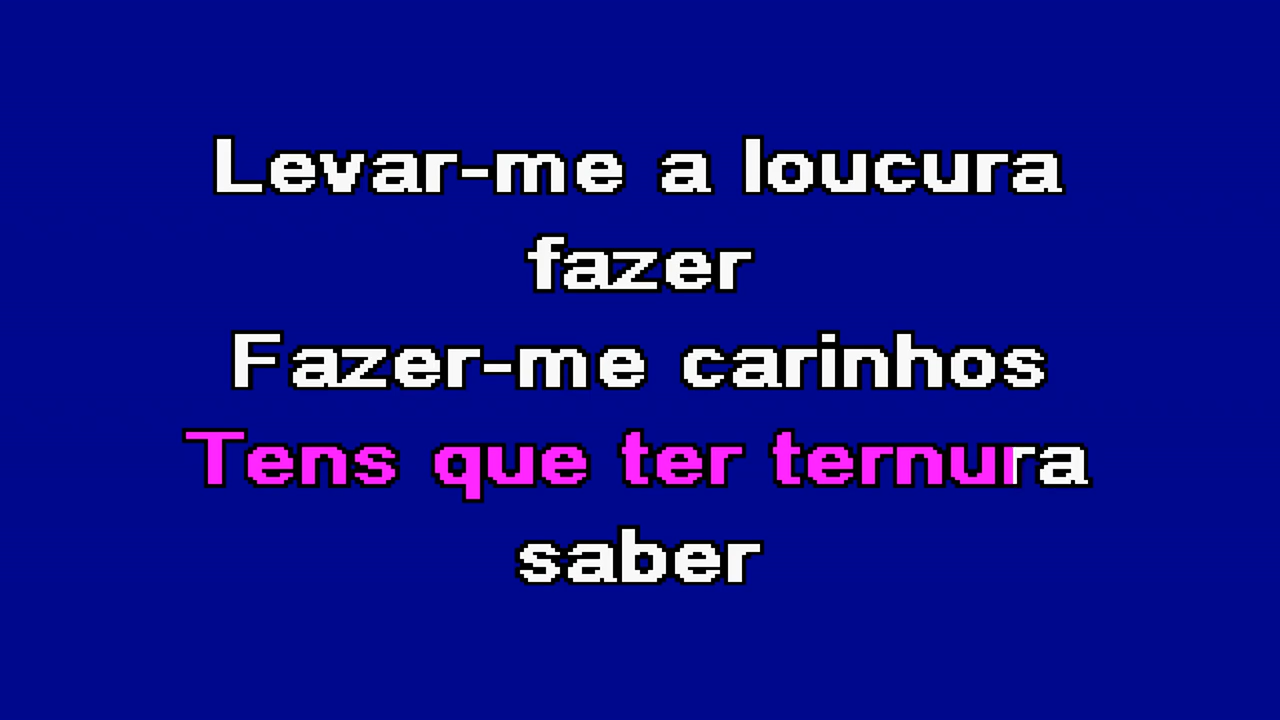 Levar-me a loucura
fazer
Fazer-me carinhos
Tens que ter ternura
saber